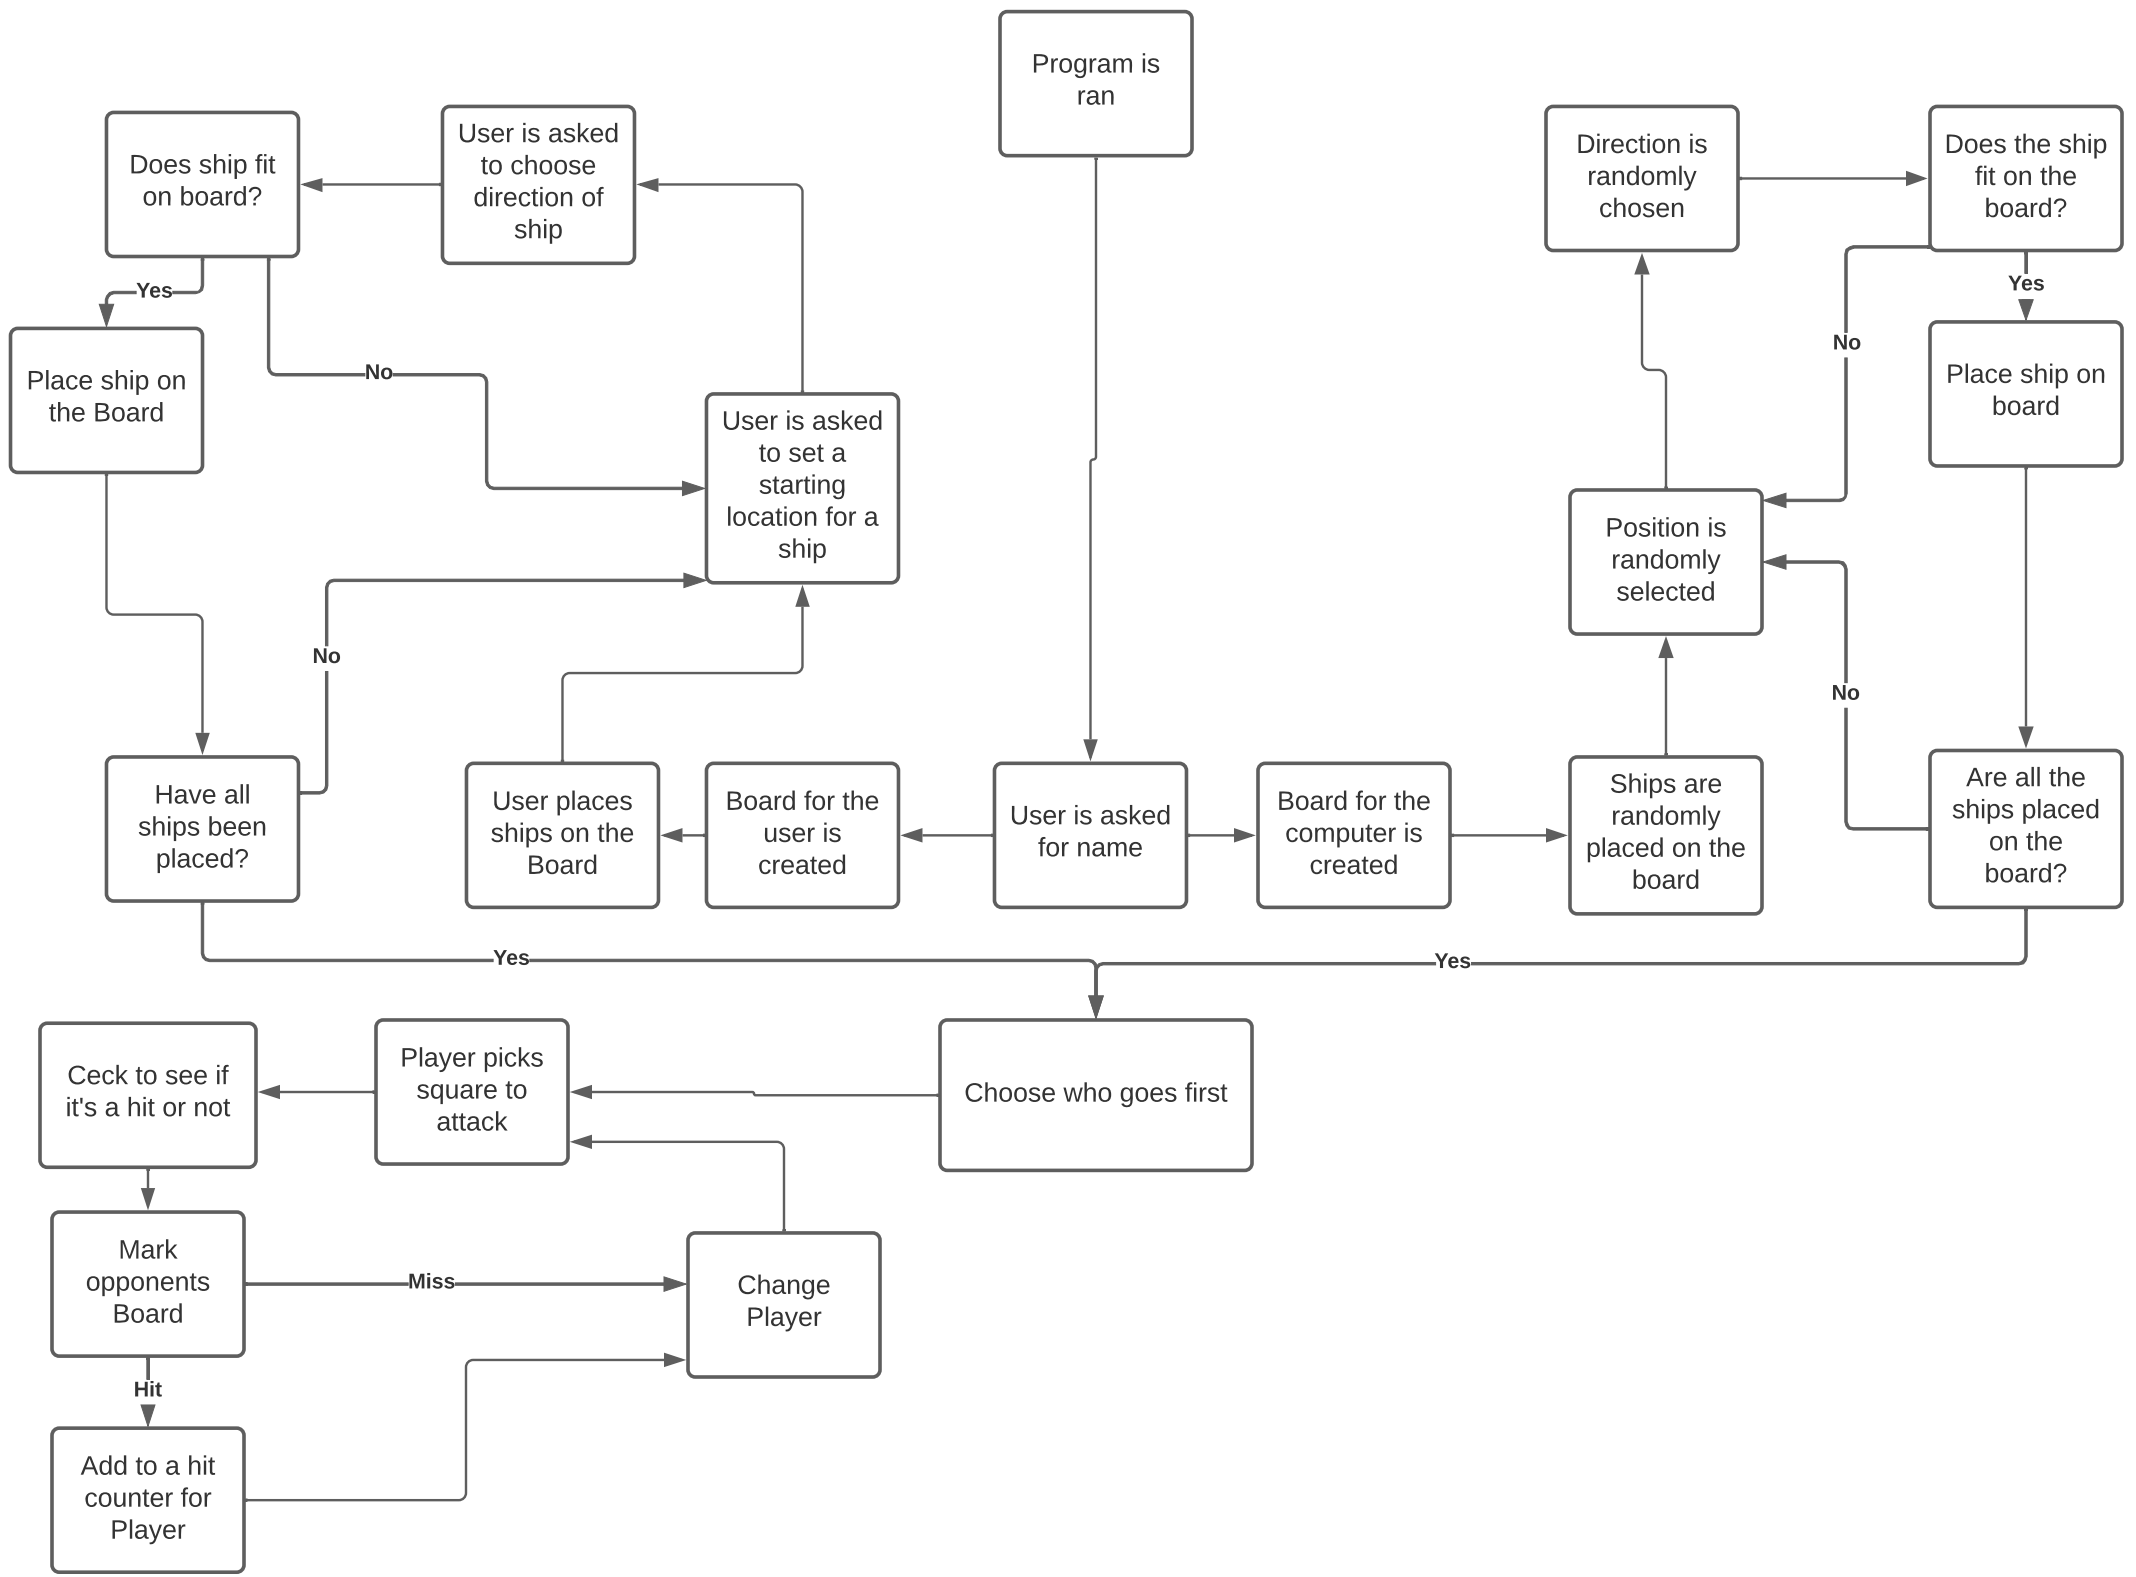 Program is
ran
Does ship fit
on board?
User is asked
to choose
direction of
ship
Direction is
randomly
chosen
Does the ship
fit on the
board?
Yes
No
Yes
No
Place ship on
the Board
User is asked
to set a
starting
location for a
ship
Place ship on
board
Position is
randomly
selected
No
No
Have all
ships been
placed?
User places
ships on the
Board
Board for the
user is
created
User is asked
for name
Board for the
computer is
created
Ships are
randomly
placed on the
board
Are all the
ships placed
on the
board?
Yes
Yes
Ceck to see if
it's a hit or not
Player picks
square to
attack
Choose who goes first
Mark
opponents
Board
Miss
Change
Player
Hit
Add to a hit
counter for
Player